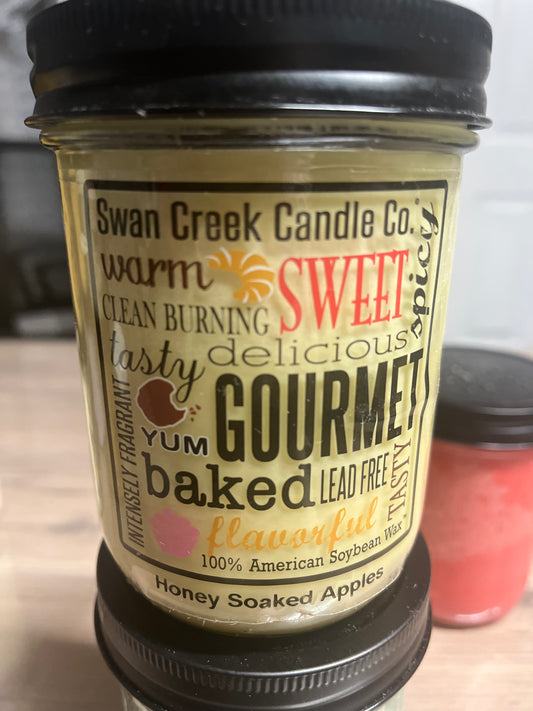 Swan Creek Candle Co.®
warm
SWEET
spicy
CLEAN BURNING
tasty
delicious
INTENSELY FRAGRANT
YUM
GOURMET
baked
LEAD FREE
TASTY
flavorful
100% American Soybean Wax
Honey Soaked Apples